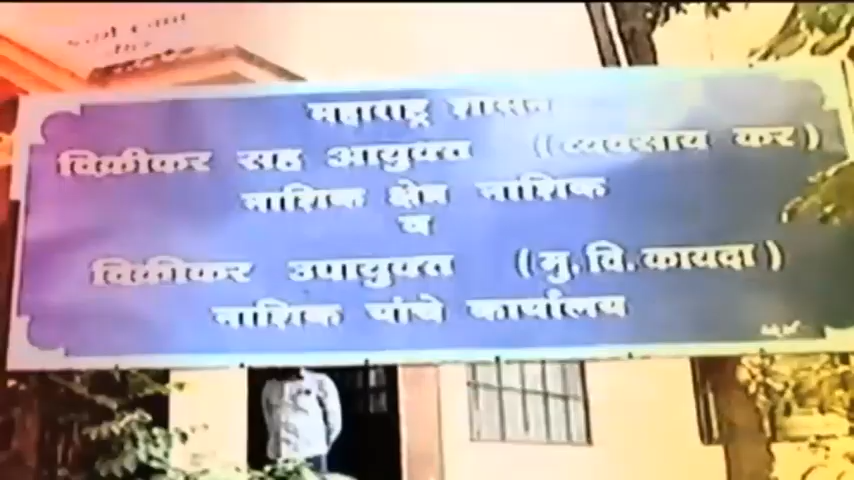 महाराष्ट्र शासन
विक्रीकर सह आयुक्त ((व्यवसाय कर)
नाशिक क्षेत्र नाशिक
व
विक्रीकर उपायुक्त (मु.वि.कायदा)
नाशिक यांचे कार्यालय